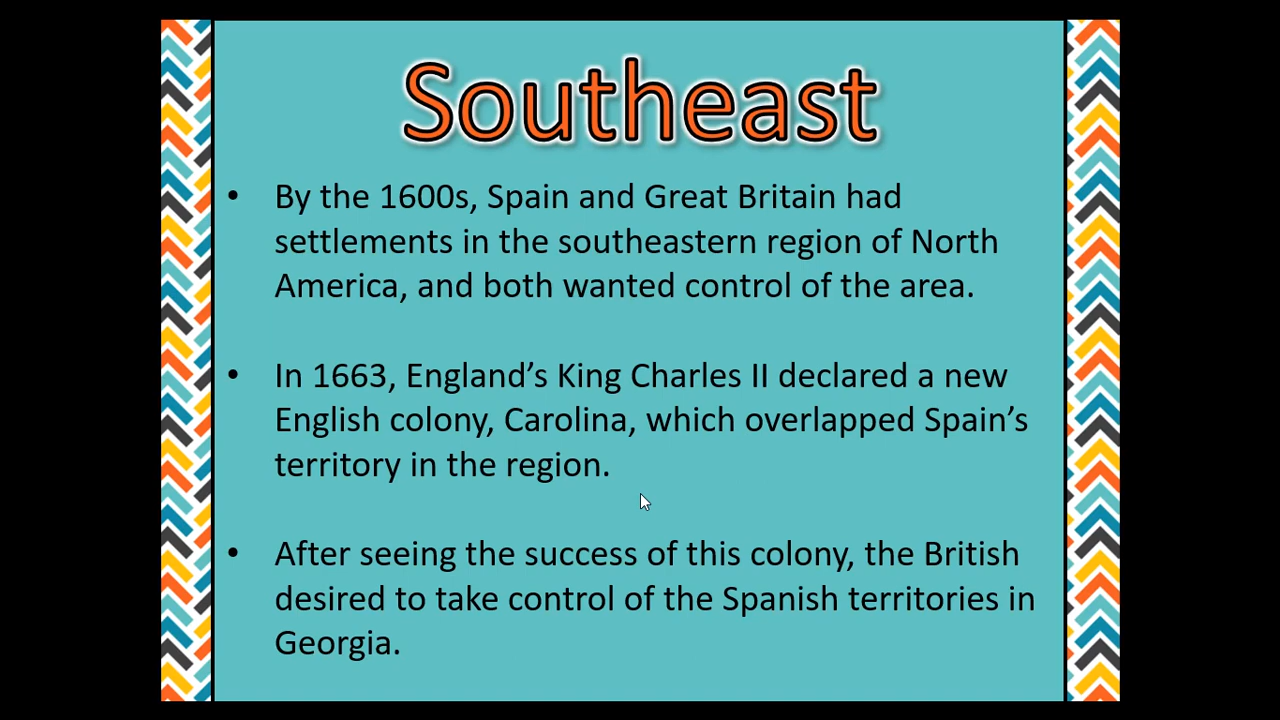 Southeast
• By the 1600s, Spain and Great Britain had
settlements in the southeastern region of North
America, and both wanted control of the area.
• In 1663, England’s King Charles II declared a new
English colony, Carolina, which overlapped Spain’s
territory in the region.
• After seeing the success of this colony, the British
desired to take control of the Spanish territories in
Georgia.